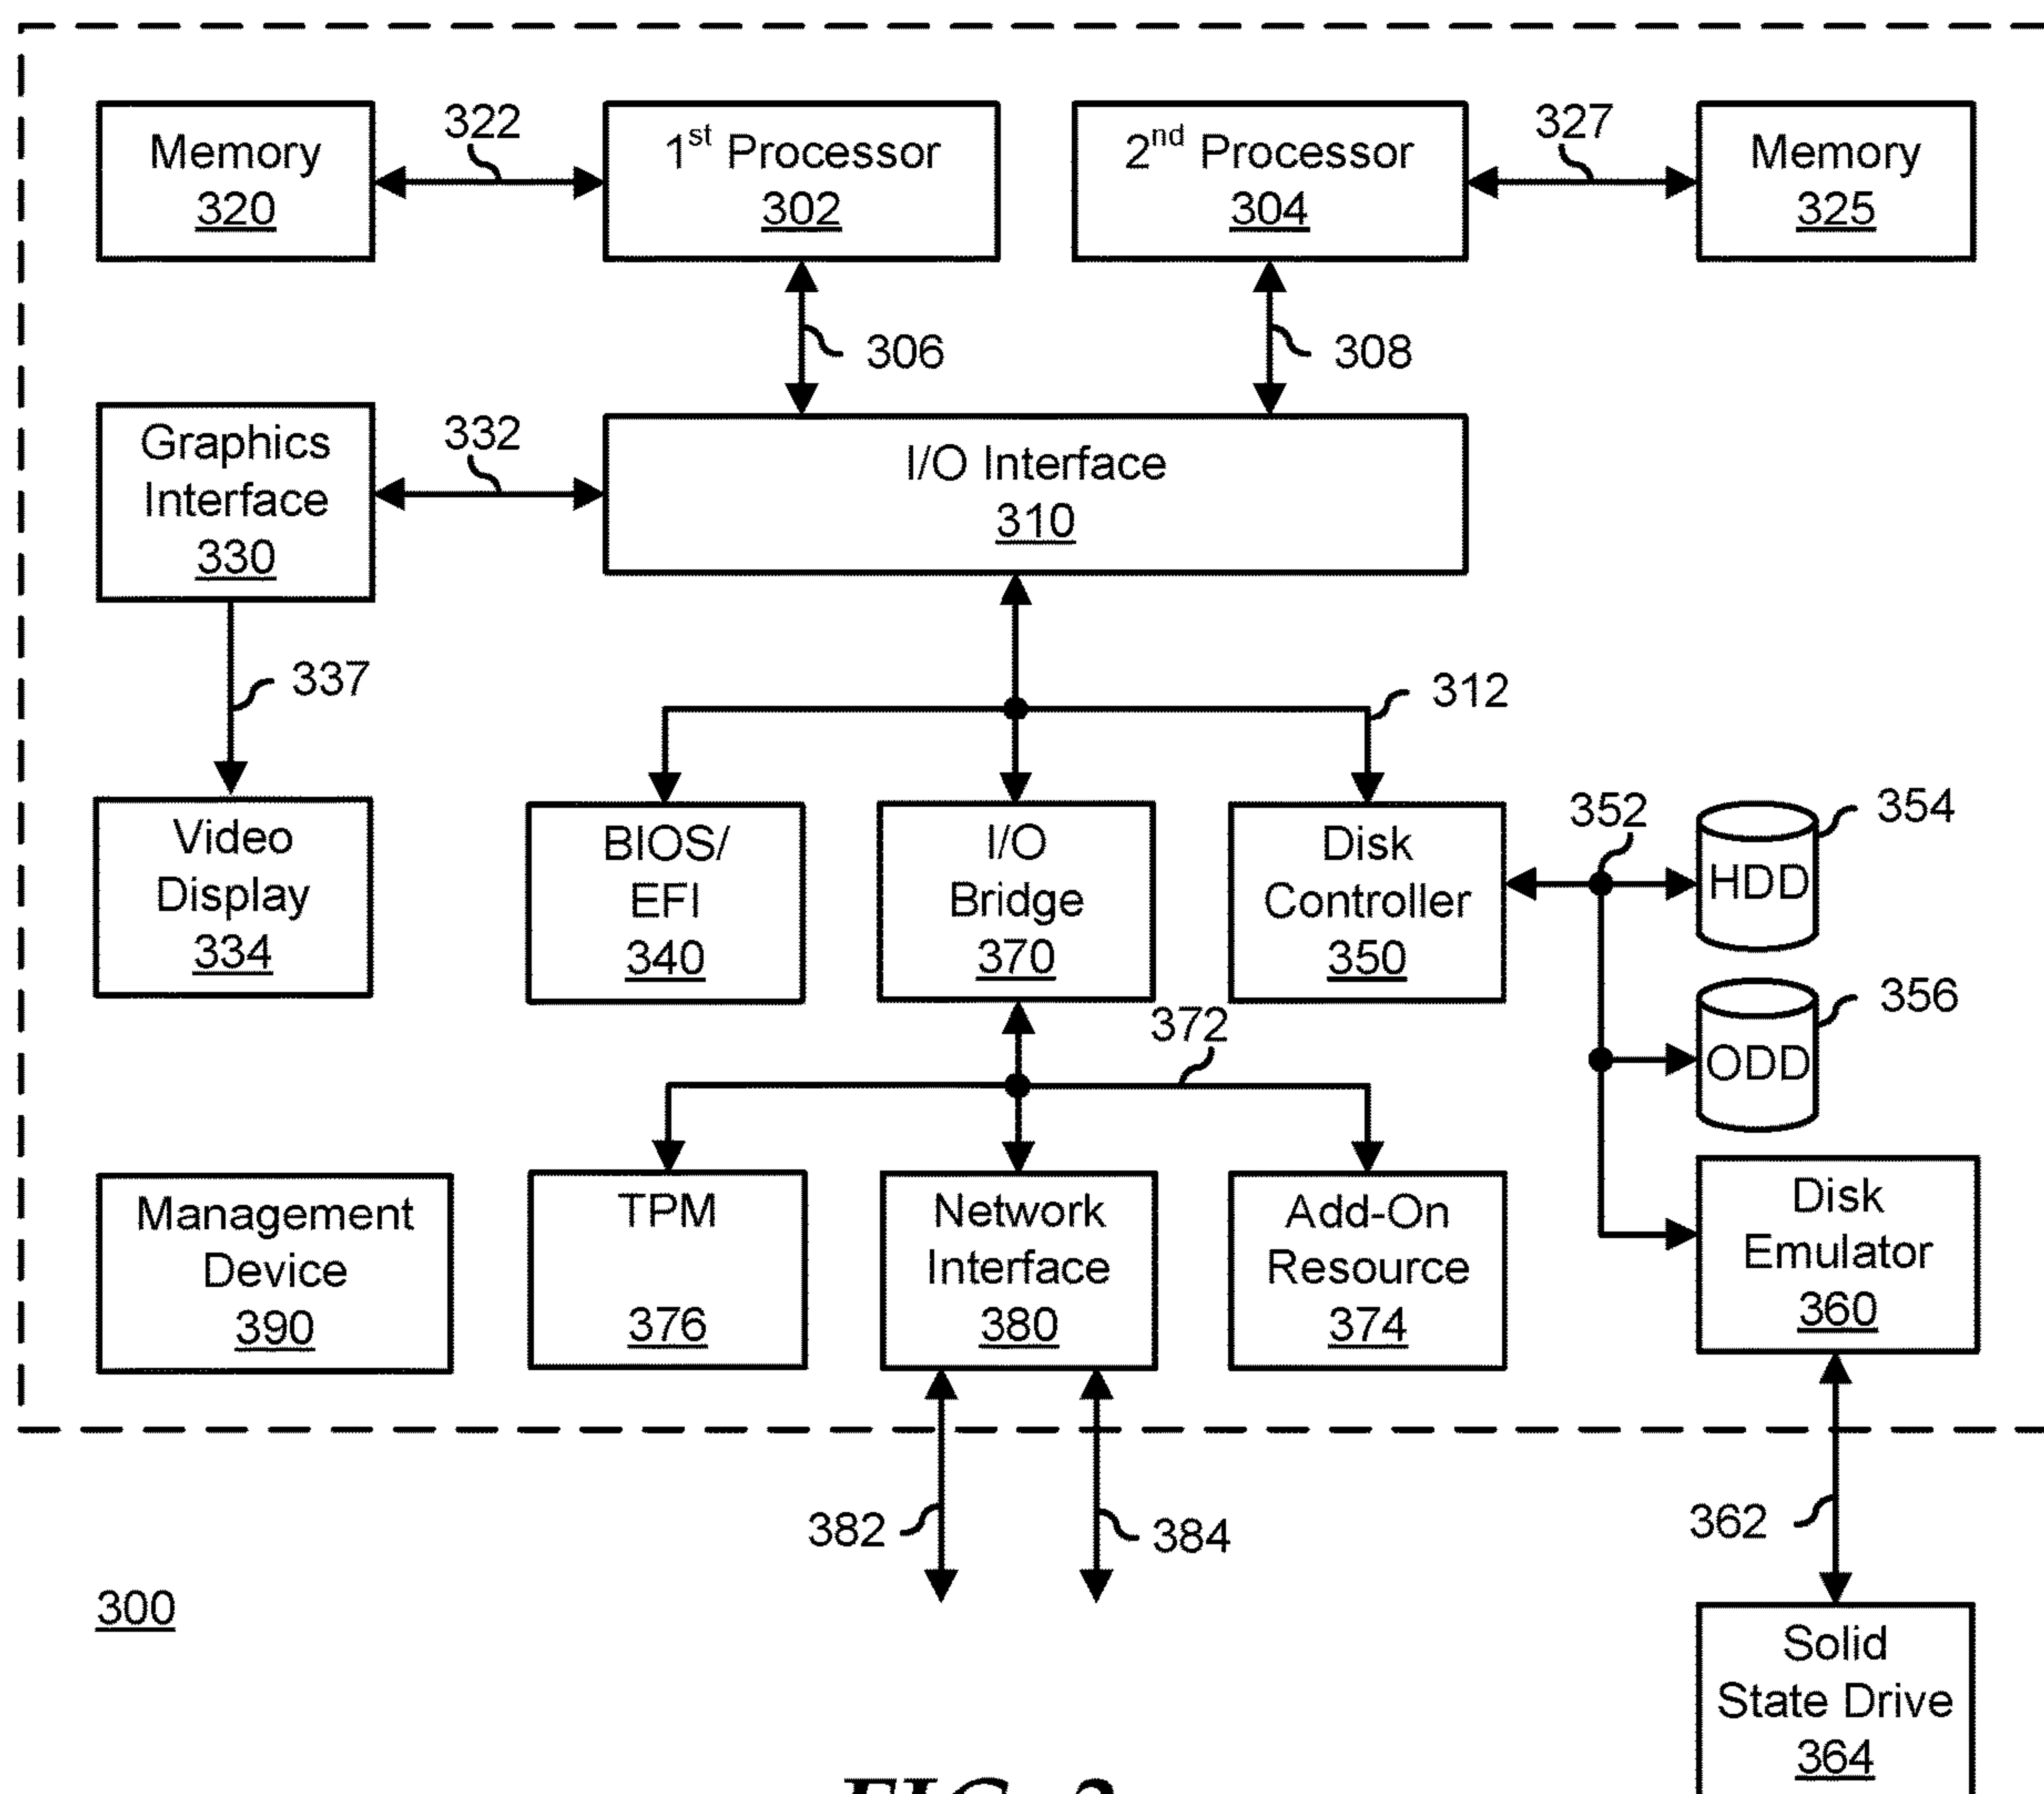 322
327
Memory
320
1st Processor
302
2nd Processor
304
Memory
325
306
308
Graphics
Interface
330
332
I/O Interface
310
337
312
Video
Display
334
BIOS/
EFI
340
I/O
Bridge
370
Disk
Controller
350
352
354
HDD
356
ODD
372
Management
Device
390
TPM
376
Network
Interface
380
Add-On
Resource
374
Disk
Emulator
360
382
384
362
300
Solid
State Drive
364